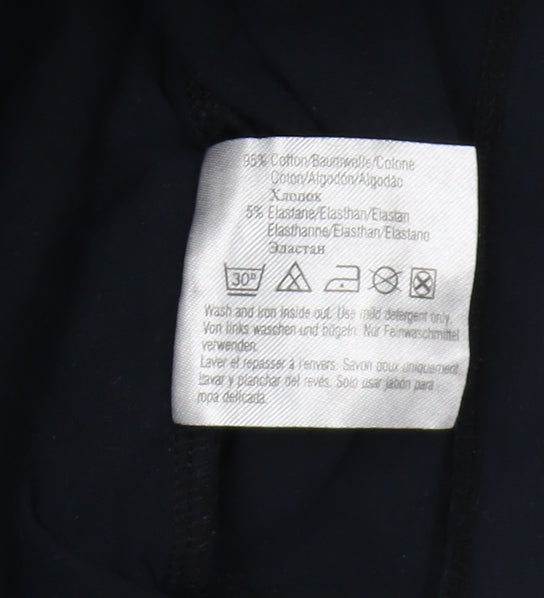 95% Cotton/Baumwolle/Cotone
Coton/Algodón/Algodão
Хлопок
5% Elastane/Elasthan/Elastan
Elasthanne/Elasthan/Elastano
Эластан
30°
Wash and iron inside out. Use mild detergent only.
Von links waschen und bügeln. Nur Feinwaschmittel
verwenden.
Laver et repasser à l'envers. Savon doux uniquement.
Lavar y planchar del revés. Solo usar jabón para
ropa delicada.